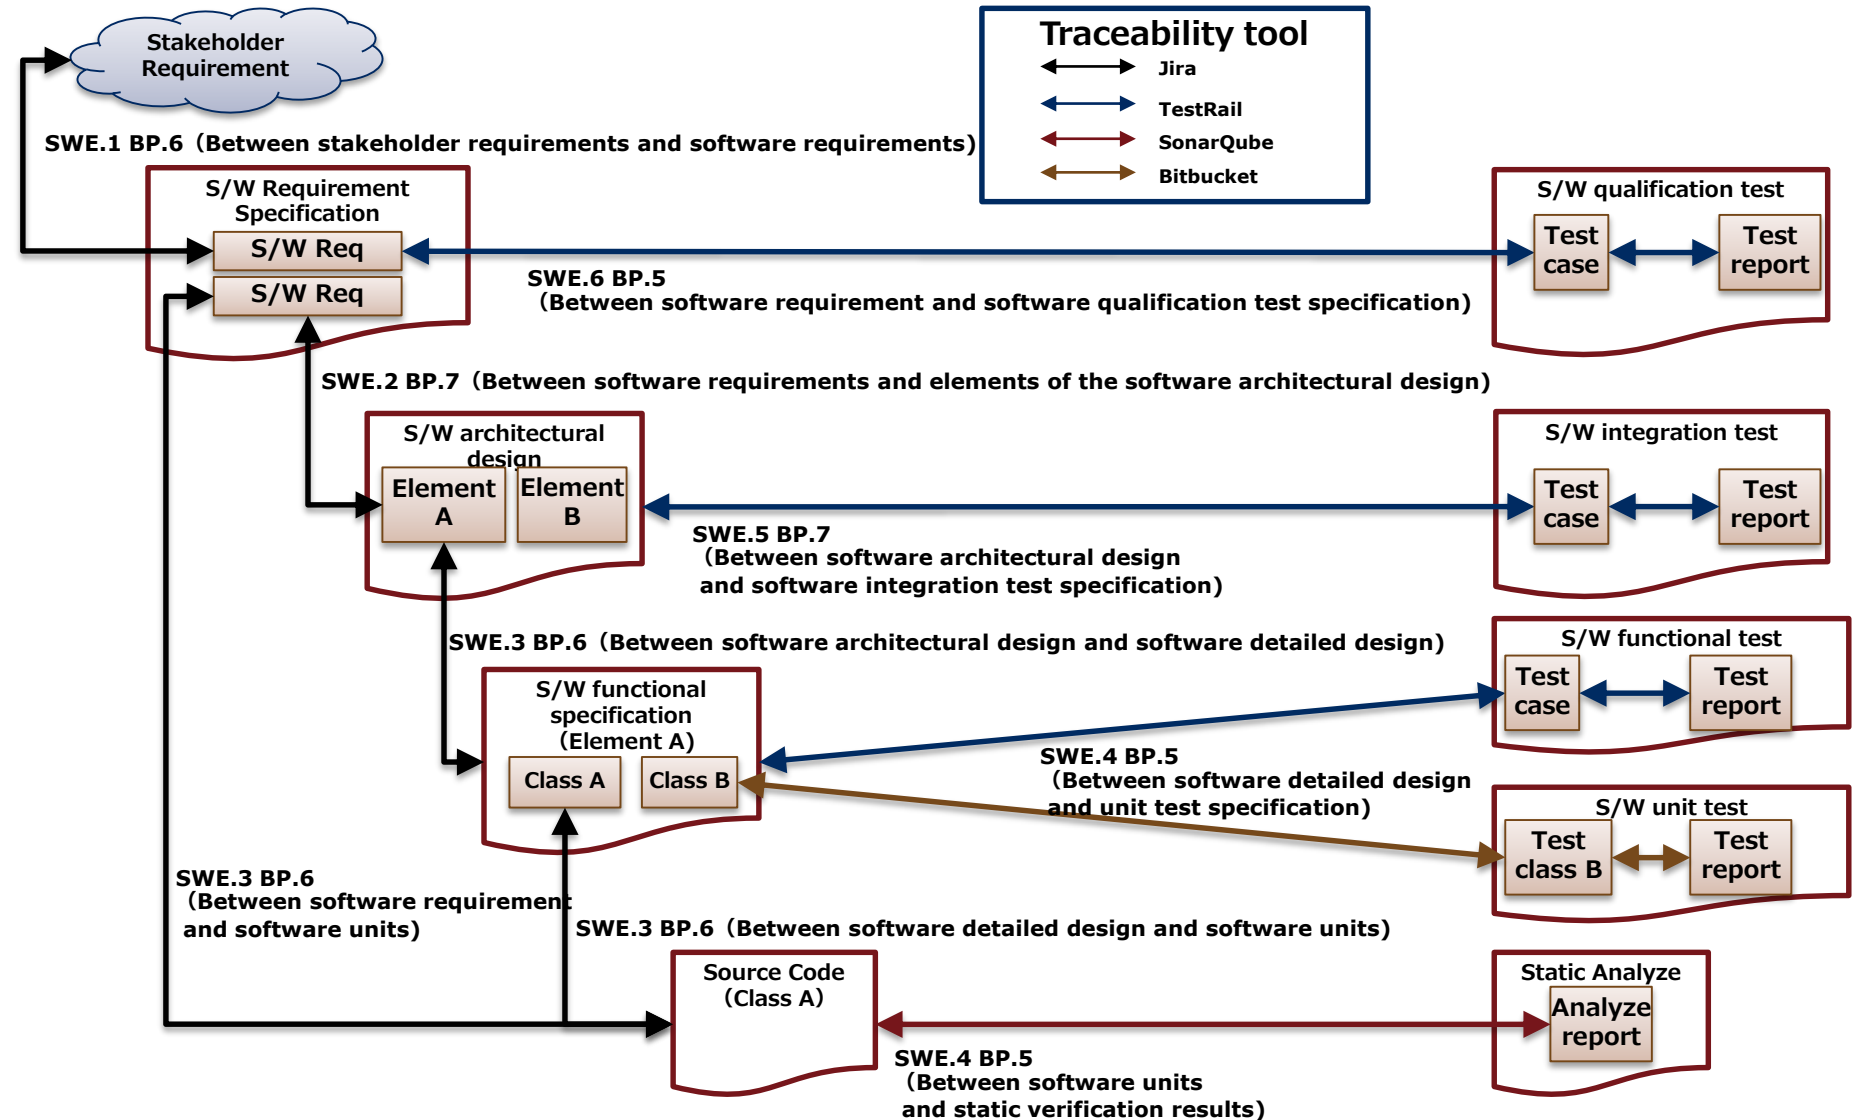 Stakeholder
Requirement
Traceability tool
Jira
TestRail
SonarQube
Bitbucket
SWE.1 BP.6（Between stakeholder requirements and software requirements)
S/W Requirement
Specification
S/W Req
S/W Req
S/W qualification test
Test
case
Test
report
SWE.6 BP.5
（Between software requirement and software qualification test specification)
SWE.2 BP.7（Between software requirements and elements of the software architectural design)
S/W architectural
design
Element
A
Element
B
S/W integration test
Test
case
Test
report
SWE.5 BP.7
（Between software architectural design
and software integration test specification)
SWE.3 BP.6（Between software architectural design and software detailed design)
S/W functional
specification
（Element A)
Class A
Class B
S/W functional test
Test
case
Test
report
SWE.4 BP.5
（Between software detailed design
and unit test specification)
S/W unit test
Test
class B
Test
report
SWE.3 BP.6
（Between software requirement
and software units)
SWE.3 BP.6（Between software detailed design and software units)
Source Code
（Class A）
Static Analyze
Analyze
report
SWE.4 BP.5
（Between software units
and static verification results)